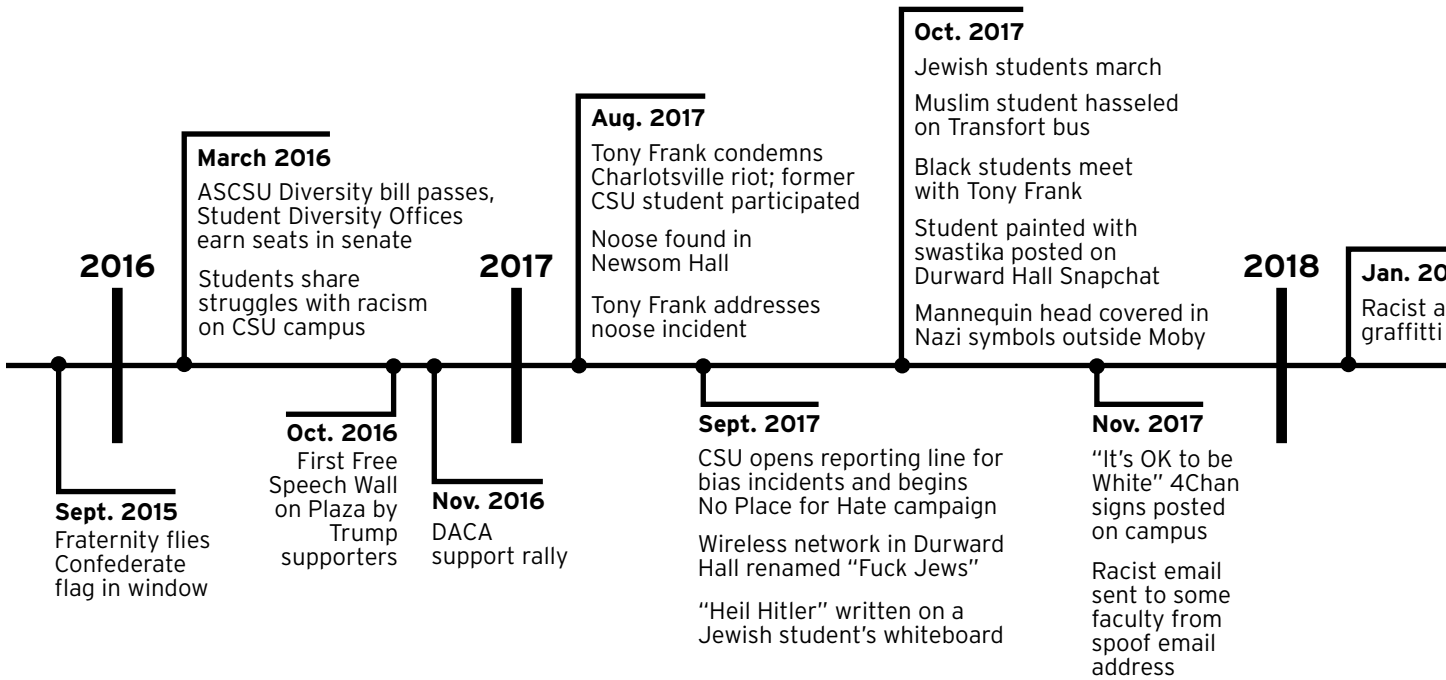 Sept. 2015
Fraternity flies
Confederate
flag in window
2016
March 2016
ASCSU Diversity bill passes,
Student Diversity Offices
earn seats in senate
Students share
struggles with racism
on CSU campus
Oct. 2016
First Free
Speech Wall
on Plaza by
Trump
supporters
Nov. 2016
DACA
support rally
2017
Aug. 2017
Tony Frank condemns
Charlotsville riot; former
CSU student participated
Noose found in
Newsom Hall
Tony Frank addresses
noose incident
Sept. 2017
CSU opens reporting line for
bias incidents and begins
No Place for Hate campaign
Wireless network in Durward
Hall renamed “Fuck Jews”
“Heil Hitler” written on a
Jewish student’s whiteboard
Oct. 2017
Jewish students march
Muslim student hasseled
on Transfort bus
Black students meet
with Tony Frank
Student painted with
swastika posted on
Durward Hall Snapchat
Mannequin head covered in
Nazi symbols outside Moby
Nov. 2017
“It’s OK to be
White” 4Chan
signs posted
on campus
Racist email
sent to some
faculty from
spoof email
address
2018
Jan.
Racist
graffitti